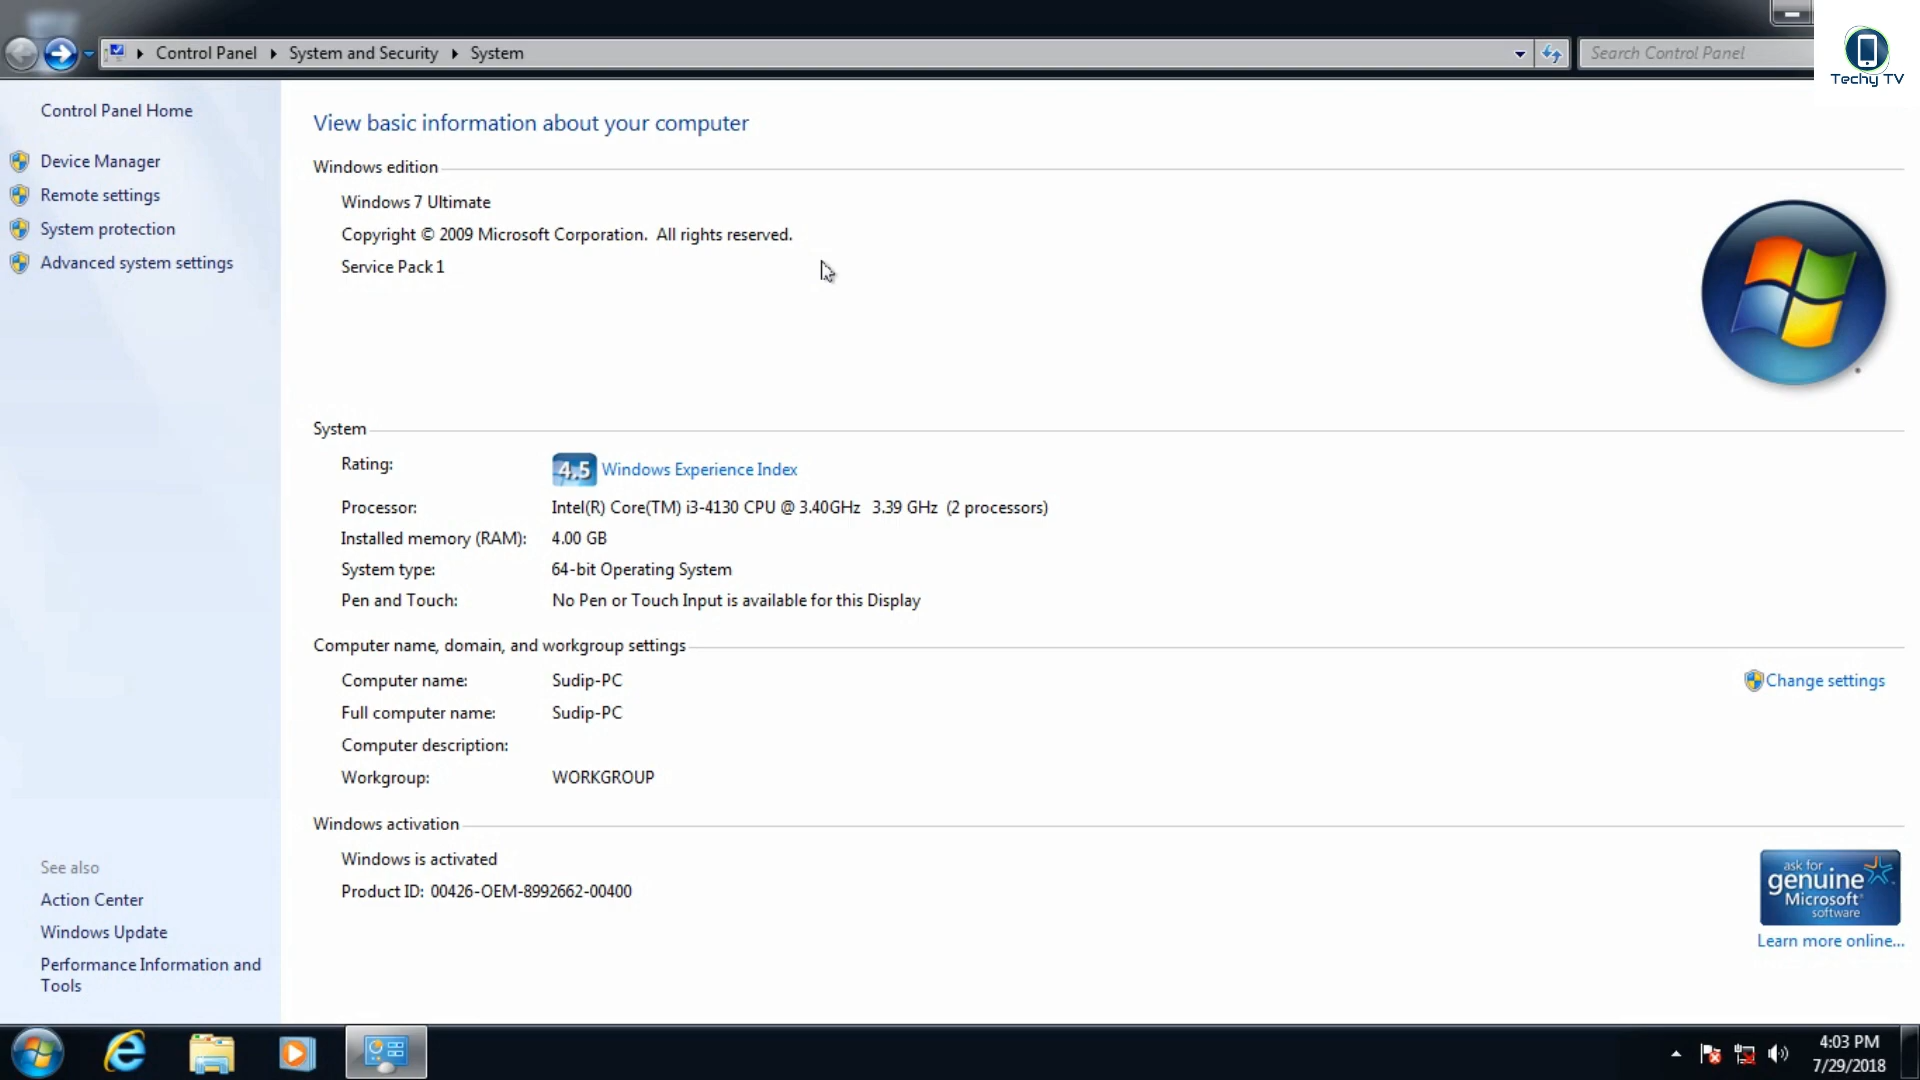 Control Panel System and Security System
Search Control Panel
Techy TV
Control Panel Home
Device Manager
Remote settings
System protection
Advanced system settings
View basic information about your computer
Windows edition
Windows 7 Ultimate
Copyright © 2009 Microsoft Corporation. All rights reserved.
Service Pack 1
System
Rating: 4.5 Windows Experience Index
Processor: Intel(R) Core(TM) i3-4130 CPU @ 3.40GHz 3.39 GHz (2 processors)
Installed memory (RAM): 4.00 GB
System type: 64-bit Operating System
Pen and Touch: No Pen or Touch Input is available for this Display
Computer name, domain, and workgroup settings
Computer name: Sudip-PC
Change settings
Full computer name: Sudip-PC
Computer description:
Workgroup: WORKGROUP
Windows activation
Windows is activated
Product ID: 00426-OEM-8992662-00400
ask for
genuine
Microsoft
software
Learn more online...
See also
Action Center
Windows Update
Performance Information and
Tools
4:03 PM
7/29/2018